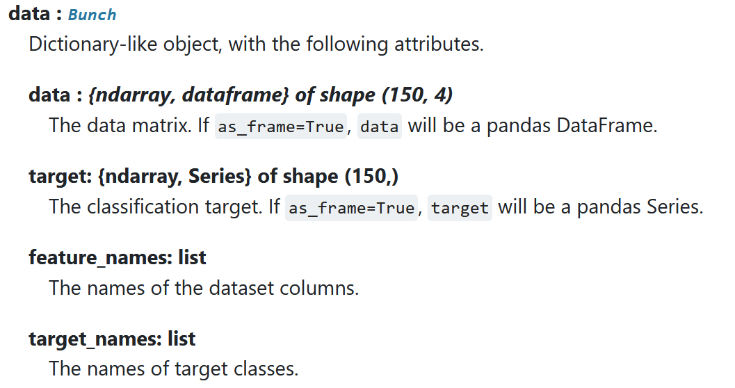 data : Bunch
Dictionary-like object, with the following attributes.
data : {ndarray, dataframe} of shape (150, 4)
The data matrix. If as_frame=True, data will be a pandas DataFrame.
target: {ndarray, Series} of shape (150,)
The classification target. If as_frame=True, target will be a pandas Series.
feature_names: list
The names of the dataset columns.
target_names: list
The names of target classes.